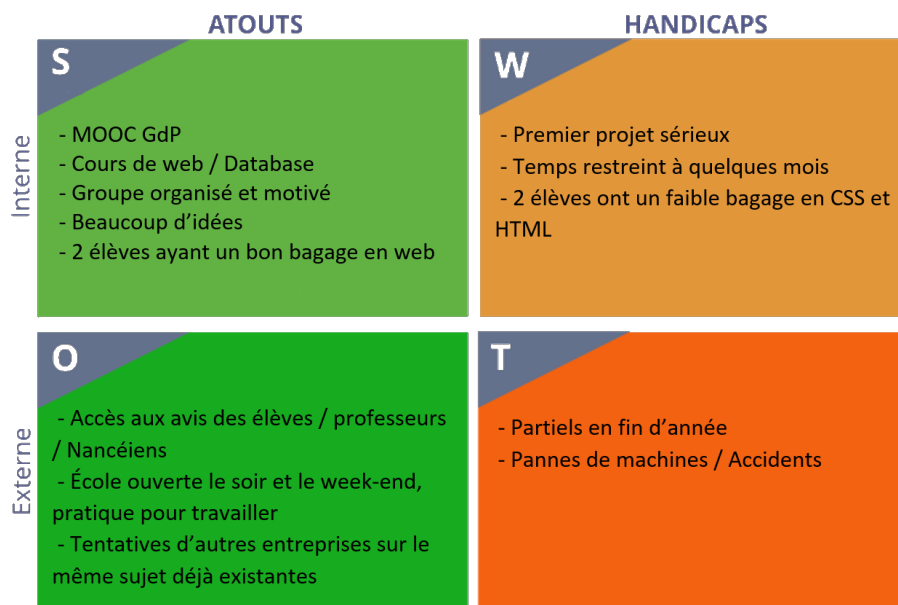 ATOUTS
HANDICAPS
Interne
S
- MOOC GdP
- Cours de web / Database
- Groupe organisé et motivé
- Beaucoup d'idées
- 2 élèves ayant un bon bagage en web
W
- Premier projet sérieux
- Temps restreint à quelques mois
- 2 élèves ont un faible bagage en CSS et
HTML
Externe
O
- Accès aux avis des élèves / professeurs
/ Nancéiens
- École ouverte le soir et le week-end,
pratique pour travailler
- Tentatives d'autres entreprises sur le
même sujet déjà existantes
T
- Partiels en fin d'année
- Pannes de machines / Accidents